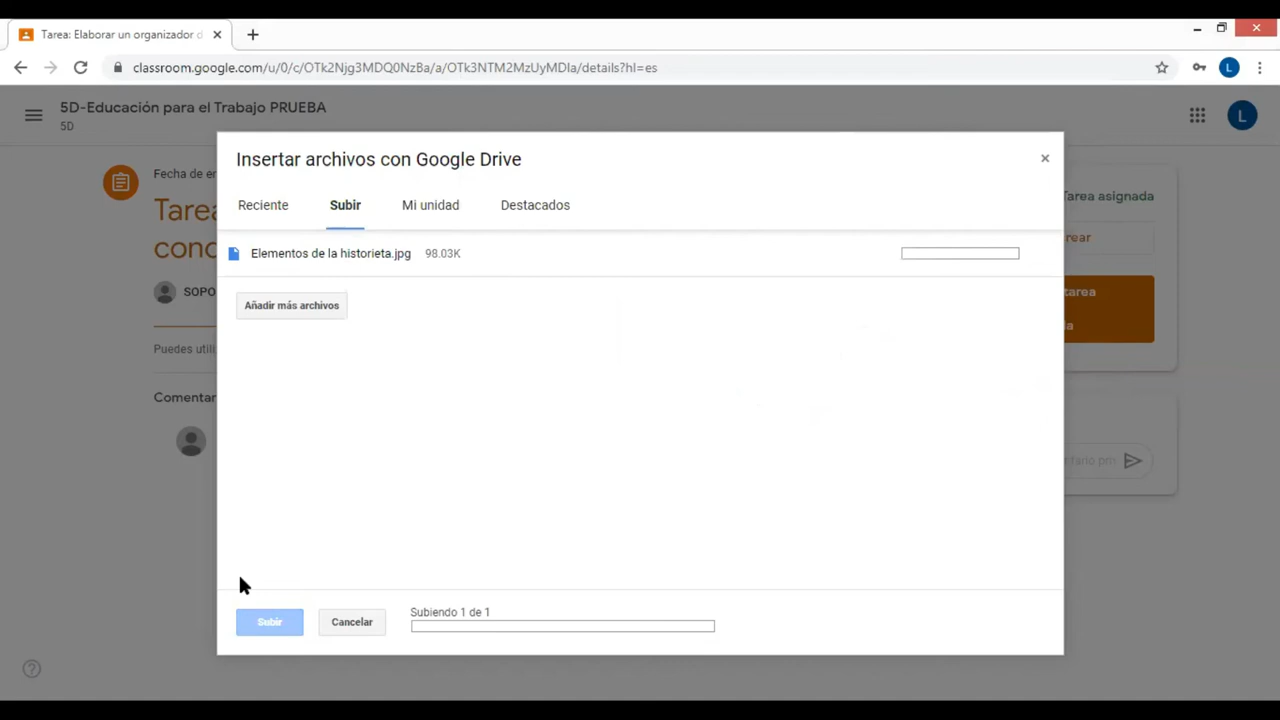 Tarea: Elaborar un organizador d
classroom.google.com/u/0/c/OTk2Njg3MDQ0NzBa/a/OTk3NTM2MzUyMDla/details?hl=es
L
5D-Educación para el Trabajo PRUEBA
5D
L
Insertar archivos con Google Drive
Fecha de en
Tarea
conc
Tarea asignada
Reciente
Subir
Mi unidad
Destacados
rear
Elementos de la historieta.jpg 98.03K
SOPO
tarea
Añadir más archivos
la
Puedes utili
Comentar
Subiendo 1 de 1
Subir
Cancelar